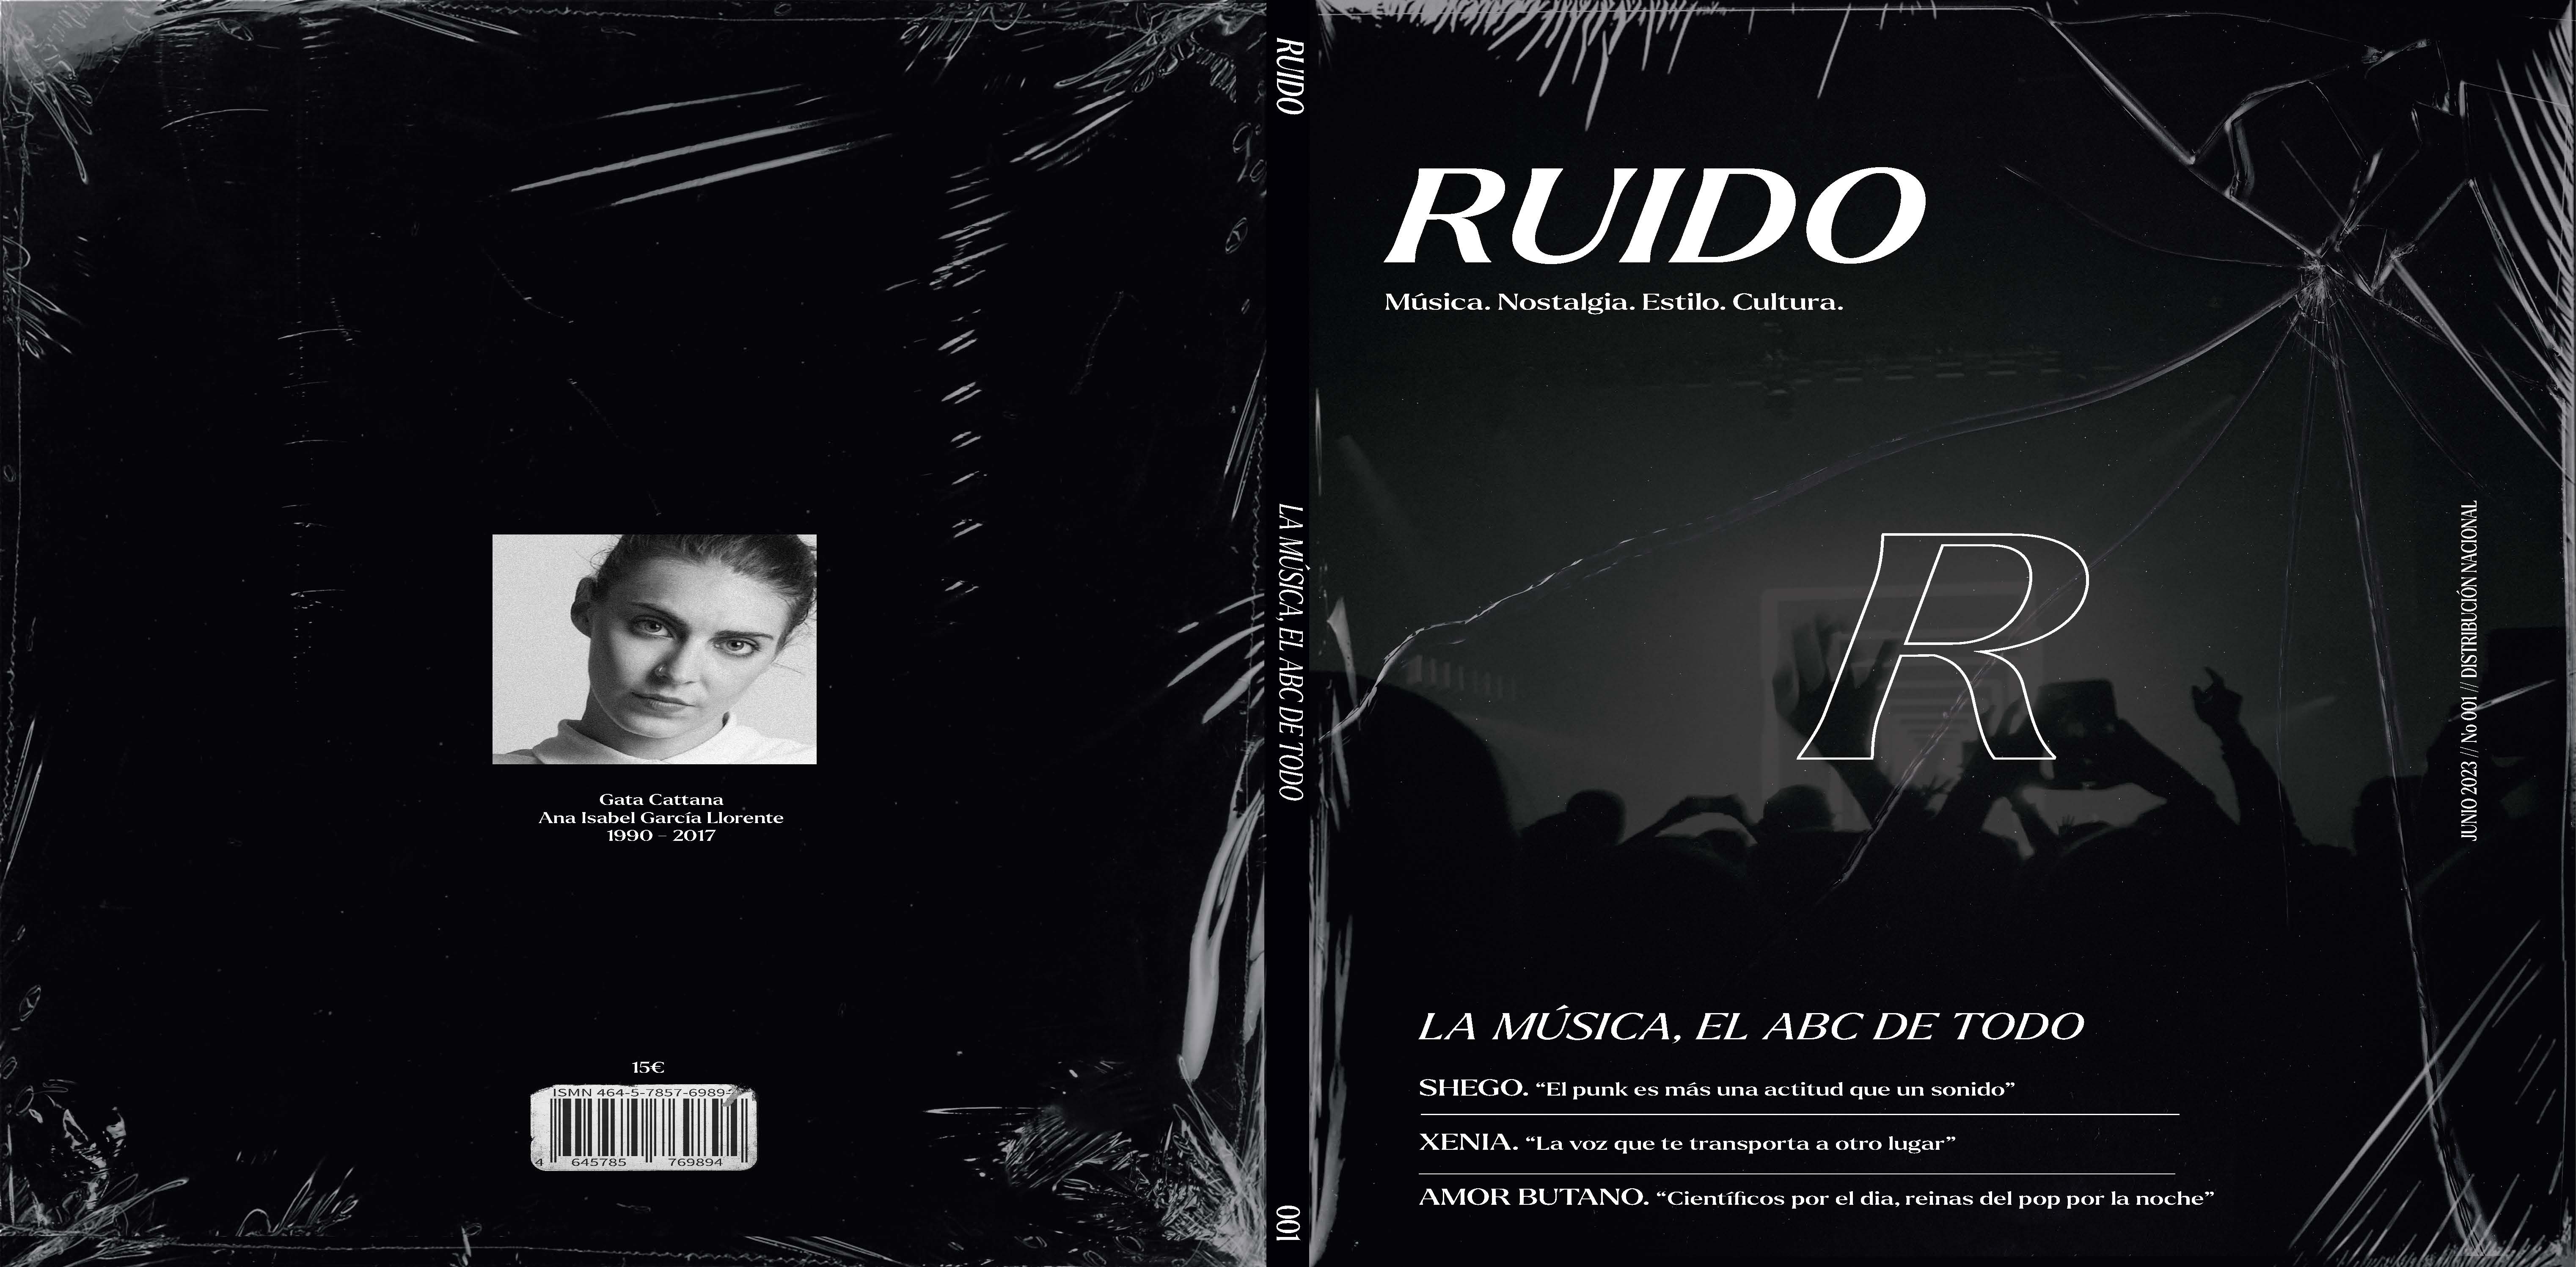 Gata Cattana
Ana Isabel García Llorente
1990 - 2017
15€
ISMN 464-5-7857-6989-
4 645785 769894
RUIDO
LA MÚSICA, EL ABC DE TODO
001
RUIDO
Música. Nostalgia. Estilo. Cultura.
R
JUNIO 2023 // No 001 // DISTRIBUCIÓN NACIONAL
LA MÚSICA, EL ABC DE TODO
SHEGO. “El punk es más una actitud que un sonido”
XENIA. “La voz que te transporta a otro lugar”
AMOR BUTANO. “Científicos por el dia, reinas del pop por la noche”